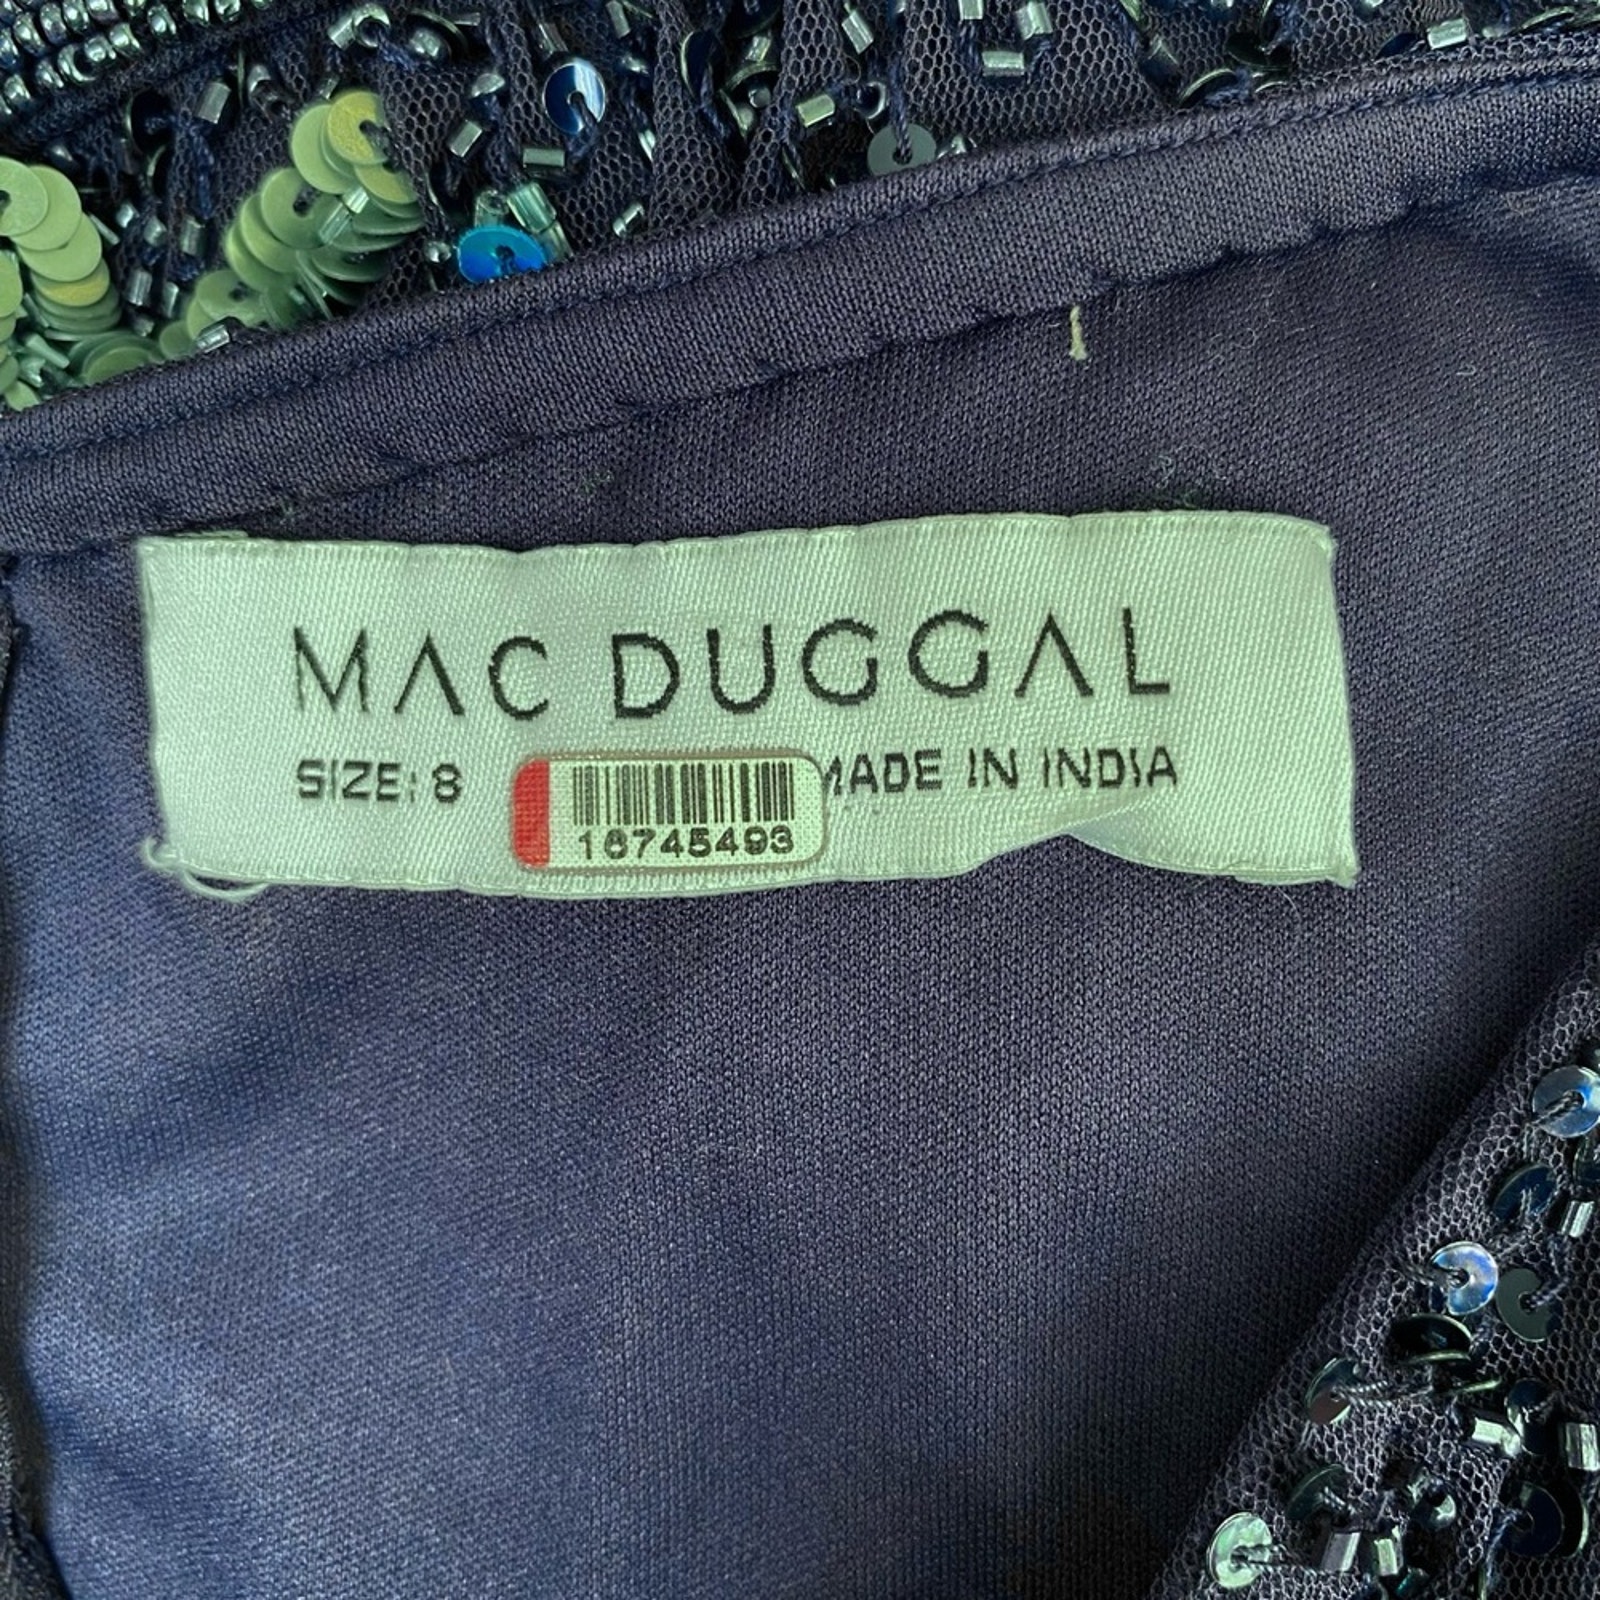 MAC DUGGAL
SIZE: 8 MADE IN INDIA
16745493